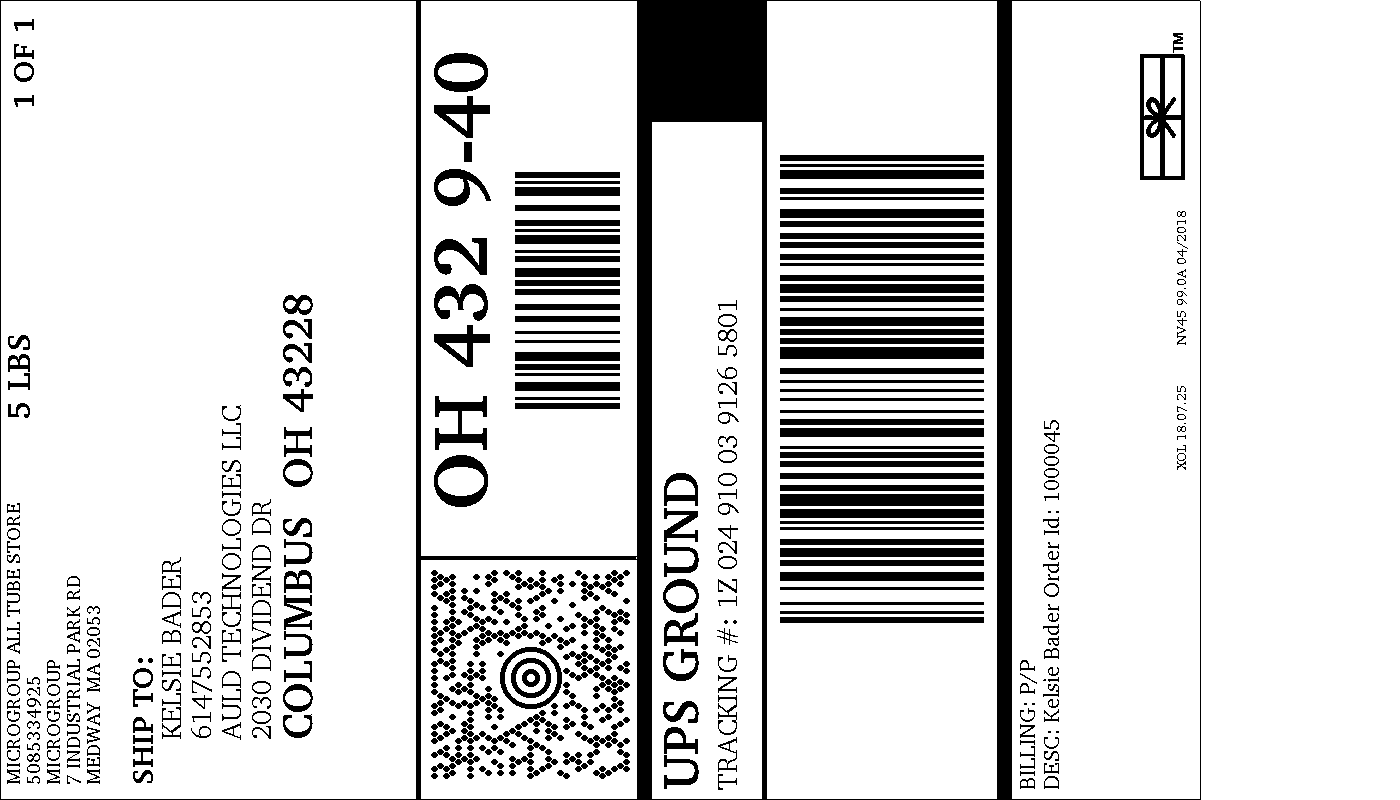 MICROGROUP ALL TUBE STORE
5085334925
MICROGROUP
7 INDUSTRIAL PARK RD
MEDWAY  MA 02053
5 LBS
1 OF 1
SHIP TO:
KELSIE BADER
6147552853
AULD TECHNOLOGIES LLC
2030 DIVIDEND DR
COLUMBUS  OH 43228
OH 432 9-40
UPS GROUND
TRACKING #: 1Z 024 910 03 9126 5801
BILLING: P/P
DESC: Kelsie Bader Order Id: 1000045
XOL 18.07.25
NV45 99.0A 04/2018
TM